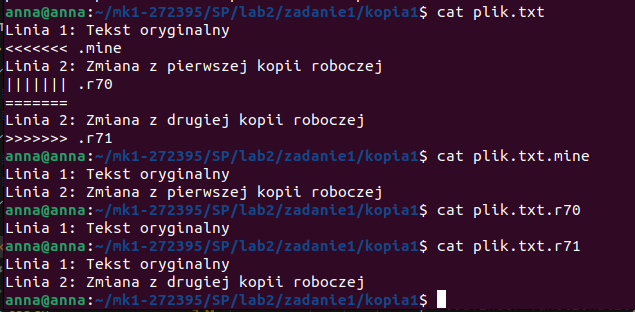 anna@anna:~/mk1-272395/SP/lab2/zadanie1/kopia1$ cat plik.txt
Linia 1: Tekst oryginalny
<<<<<<< .mine
Linia 2: Zmiana z pierwszej kopii roboczej
||||||| .r70
=======
Linia 2: Zmiana z drugiej kopii roboczej
>>>>>>> .r71
anna@anna:~/mk1-272395/SP/lab2/zadanie1/kopia1$ cat plik.txt.mine
Linia 1: Tekst oryginalny
Linia 2: Zmiana z pierwszej kopii roboczej
anna@anna:~/mk1-272395/SP/lab2/zadanie1/kopia1$ cat plik.txt.r70
Linia 1: Tekst oryginalny
anna@anna:~/mk1-272395/SP/lab2/zadanie1/kopia1$ cat plik.txt.r71
Linia 1: Tekst oryginalny
Linia 2: Zmiana z drugiej kopii roboczej
anna@anna:~/mk1-272395/SP/lab2/zadanie1/kopia1$